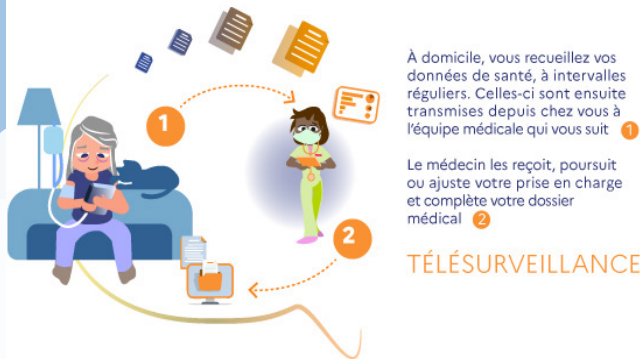 À domicile, vous recueillez vos
données de santé, à intervalles
réguliers. Celles-ci sont ensuite
transmises depuis chez vous à
l'équipe médicale qui vous suit 1
Le médecin les reçoit, poursuit
ou ajuste votre prise en charge
et complète votre dossier
médical 2
TÉLÉSURVEILLANCE
1
2